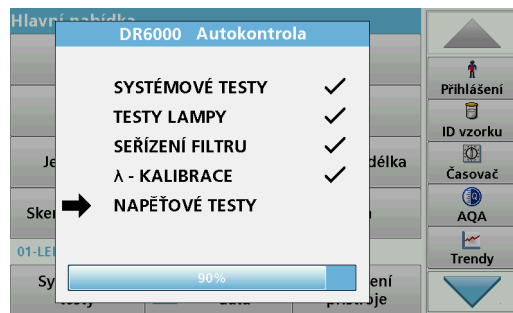 Hlavní nabídka
DR6000 Autokontrola
SYSTÉMOVÉ TESTY
TESTY LAMPY
SEŘÍZENÍ FILTRU
λ - KALIBRACE
NAPĚŤOVÉ TESTY
90%
Přihlášení
ID vzorku
Časovač
AQA
Trendy